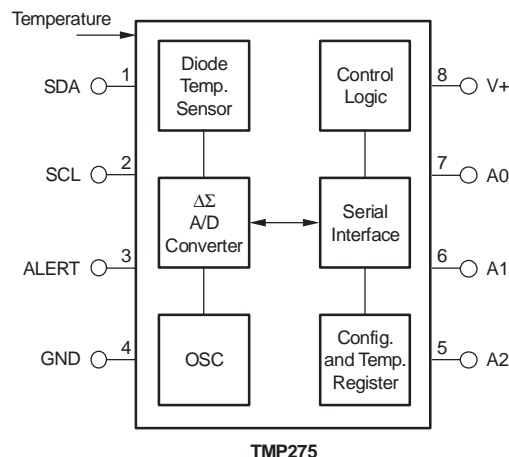 Temperature
SDA
1
SCL
2
ALERT
3
GND
4
Diode
Temp.
Sensor
ΔΣ
A/D
Converter
OSC
Control
Logic
Serial
Interface
Config.
and Temp.
Register
8
V+
7
A0
6
A1
5
A2
TMP275